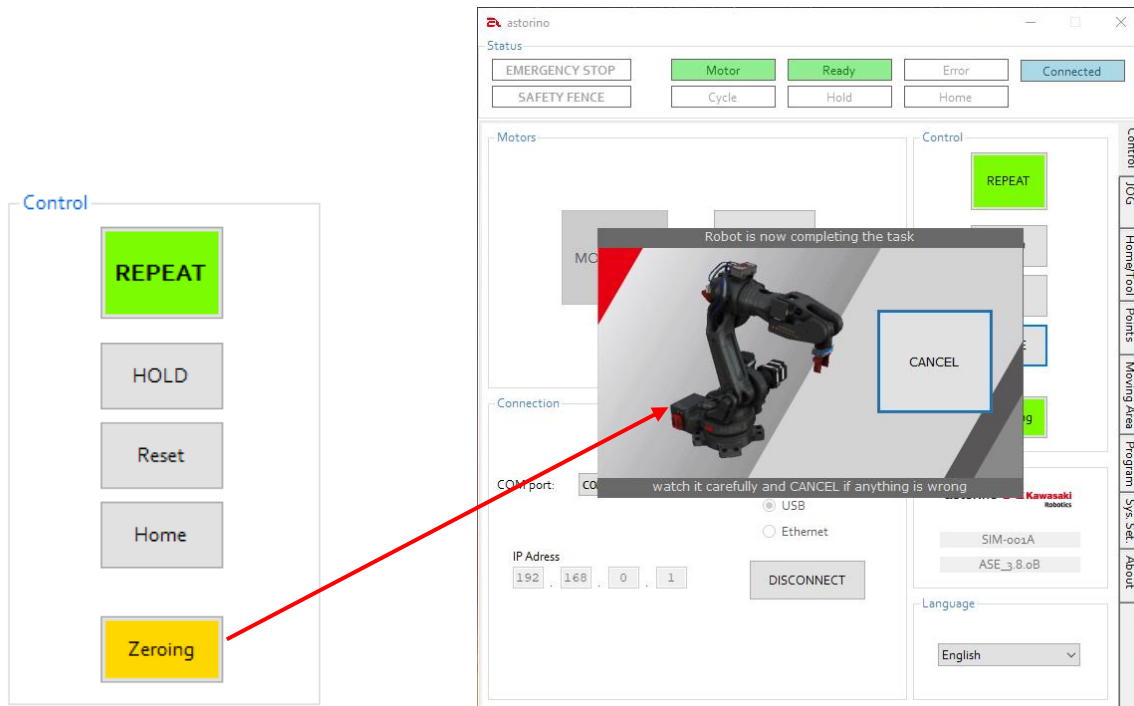 Control
REPEAT
HOLD
Reset
Home
Zeroing
astorino
Status
EMERGENCY STOP
Motor
Ready
Error
Connected
SAFETY FENCE
Cycle
Hold
Home
Motors
MO
Control
REPEAT
Robot is now completing the task
CANCEL
watch it carefully and CANCEL if anything is wrong
Connection
COM port:
USB
Ethernet
IP Adress
192 . 168 . 0 . 1
DISCONNECT
Kawasaki
Robotics
SIM-001A
ASE_3.8.0B
Language
English
Control
JOG
Home/Tool
Points
Moving Area
Program
Sys. Set.
About